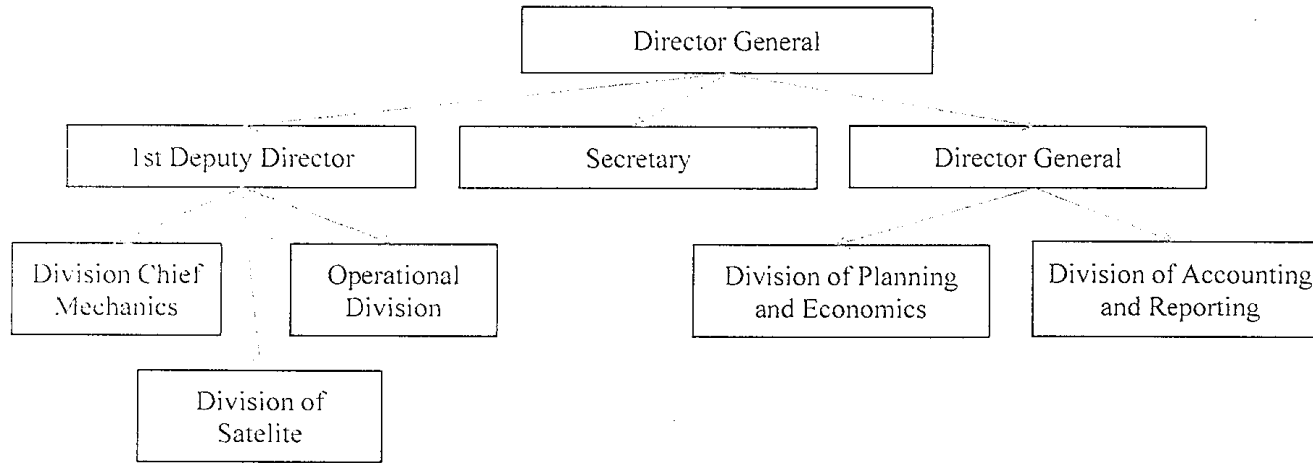 Director General
1st Deputy Director
Secretary
Director General
Division Chief
Mechanics
Operational
Division
Division of Planning
and Economics
Division of Accounting
and Reporting
Division of
Satelite